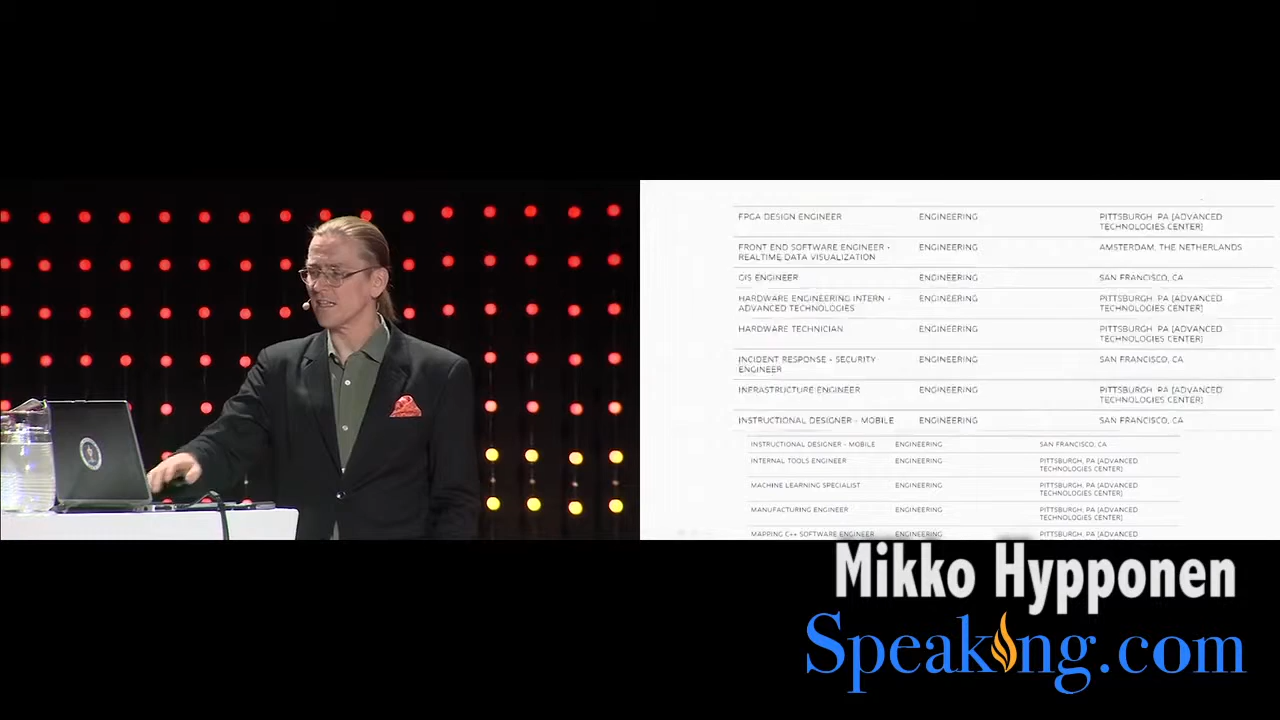 FPGA DESIGN ENGINEER ENGINEERING PITTSBURGH, PA [ADVANCED
TECHNOLOGIES CENTER]
FRONT END SOFTWARE ENGINEER - ENGINEERING AMSTERDAM, THE NETHERLANDS
REALTIME DATA VISUALIZATION
GIS ENGINEER ENGINEERING SAN FRANCISCO, CA
HARDWARE ENGINEERING INTERN - ENGINEERING PITTSBURGH, PA [ADVANCED
ADVANCED TECHNOLOGIES TECHNOLOGIES CENTER]
HARDWARE TECHNICIAN ENGINEERING PITTSBURGH, PA [ADVANCED
TECHNOLOGIES CENTER]
INCIDENT RESPONSE - SECURITY ENGINEERING SAN FRANCISCO, CA
ENGINEER
INFRASTRUCTURE ENGINEER ENGINEERING PITTSBURGH, PA [ADVANCED
TECHNOLOGIES CENTER]
INSTRUCTIONAL DESIGNER - MOBILE ENGINEERING SAN FRANCISCO, CA
INSTRUCTIONAL DESIGNER - MOBILE ENGINEERING SAN FRANCISCO, CA
INTERNAL TOOLS ENGINEER ENGINEERING PITTSBURGH, PA [ADVANCED
TECHNOLOGIES CENTER]
MACHINE LEARNING SPECIALIST ENGINEERING PITTSBURGH, PA [ADVANCED
TECHNOLOGIES CENTER]
MANUFACTURING ENGINEER ENGINEERING PITTSBURGH, PA [ADVANCED
TECHNOLOGIES CENTER]
MAPPING C++ SOFTWARE ENGINEER ENGINEERING PITTSBURGH, PA [ADVANCED
Mikko Hypponen
Speaking.com